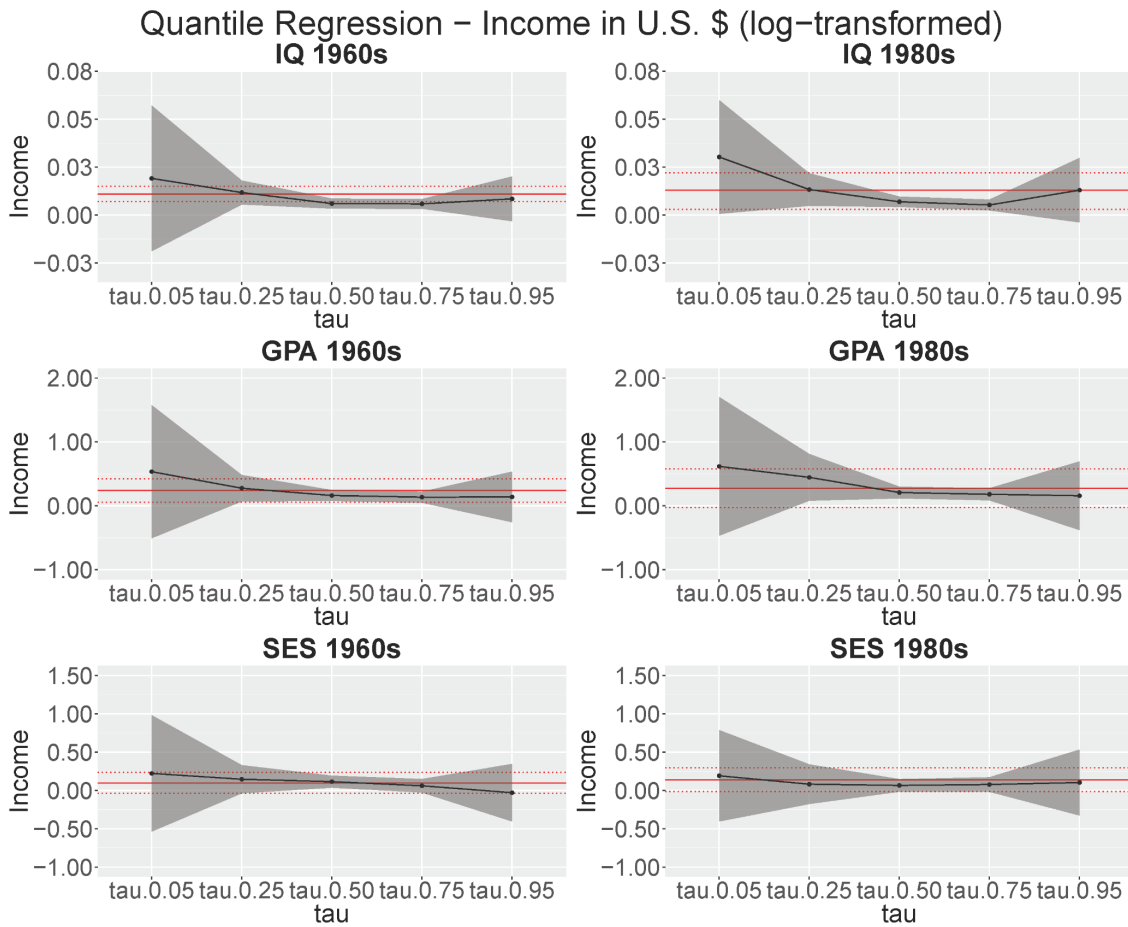 Quantile Regression − Income in U.S. $ (log−transformed)
IQ 1960s
0.08
0.05
0.03
0.00
−0.03
Income
tau.0.05 tau.0.25 tau.0.50 tau.0.75 tau.0.95
tau
IQ 1980s
0.08
0.05
0.03
0.00
−0.03
Income
tau.0.05 tau.0.25 tau.0.50 tau.0.75 tau.0.95
tau
GPA 1960s
2.00
1.00
0.00
−1.00
Income
tau.0.05 tau.0.25 tau.0.50 tau.0.75 tau.0.95
tau
GPA 1980s
2.00
1.00
0.00
−1.00
Income
tau.0.05 tau.0.25 tau.0.50 tau.0.75 tau.0.95
tau
SES 1960s
1.50
1.00
0.50
0.00
−0.50
−1.00
Income
tau.0.05 tau.0.25 tau.0.50 tau.0.75 tau.0.95
tau
SES 1980s
1.50
1.00
0.50
0.00
−0.50
−1.00
Income
tau.0.05 tau.0.25 tau.0.50 tau.0.75 tau.0.95
tau